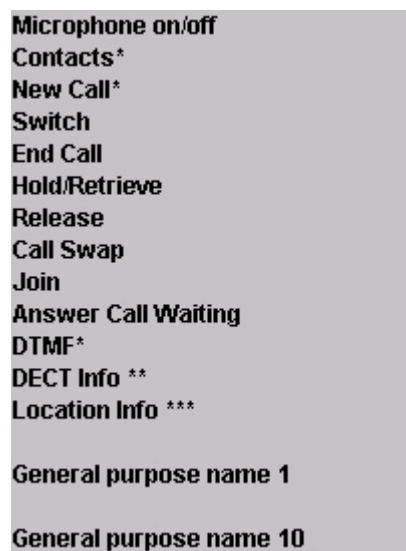 Microphone on/off
Contacts*
New Call*
Switch
End Call
Hold/Retrieve
Release
Call Swap
Join
Answer Call Waiting
DTMF*
DECT Info **
Location Info ***
General purpose name 1
General purpose name 10